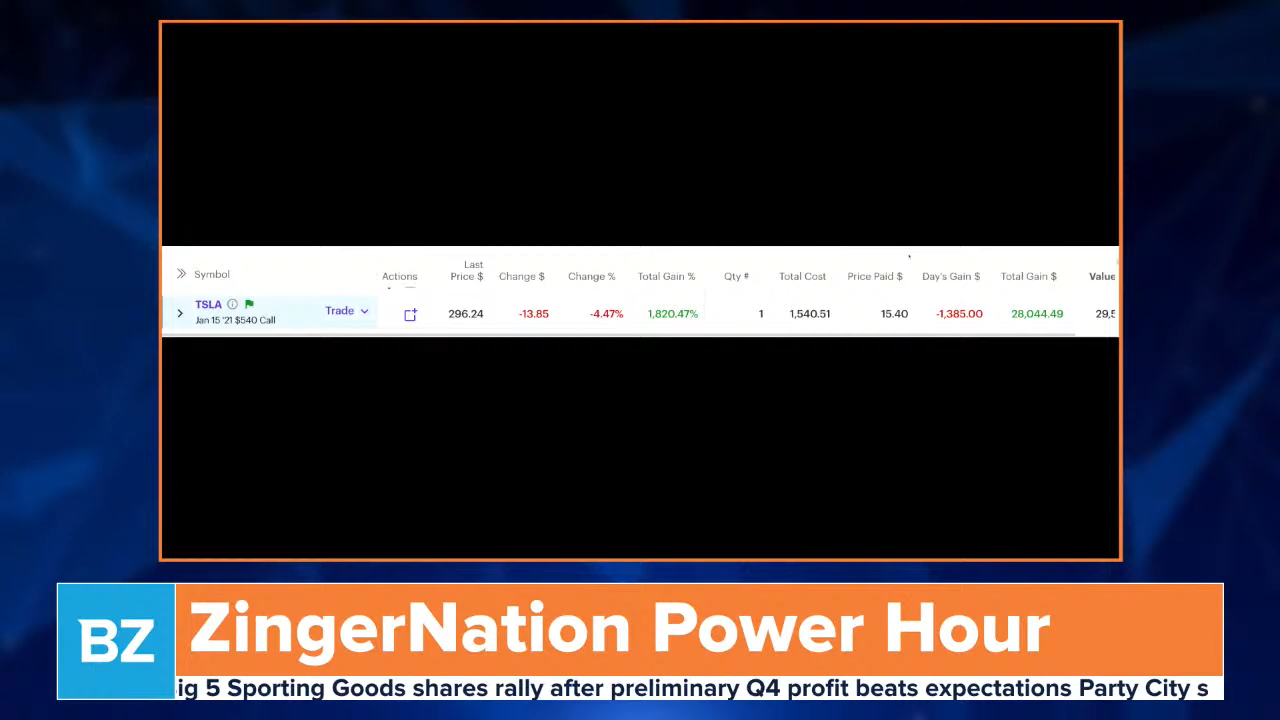 Symbol Actions Last Price $ Change $ Change % Total Gain % Qty # Total Cost Price Paid $ Day's Gain $ Total Gain $ Value
TSLA Trade 296.24 -13.85 -4.47% 1,820.47% 1 1,540.51 15.40 -1,385.00 28,044.49 29,5
Jan 15 '21 $540 Call
BZ
ZingerNation Power Hour
ig 5 Sporting Goods shares rally after preliminary Q4 profit beats expectations Party City s